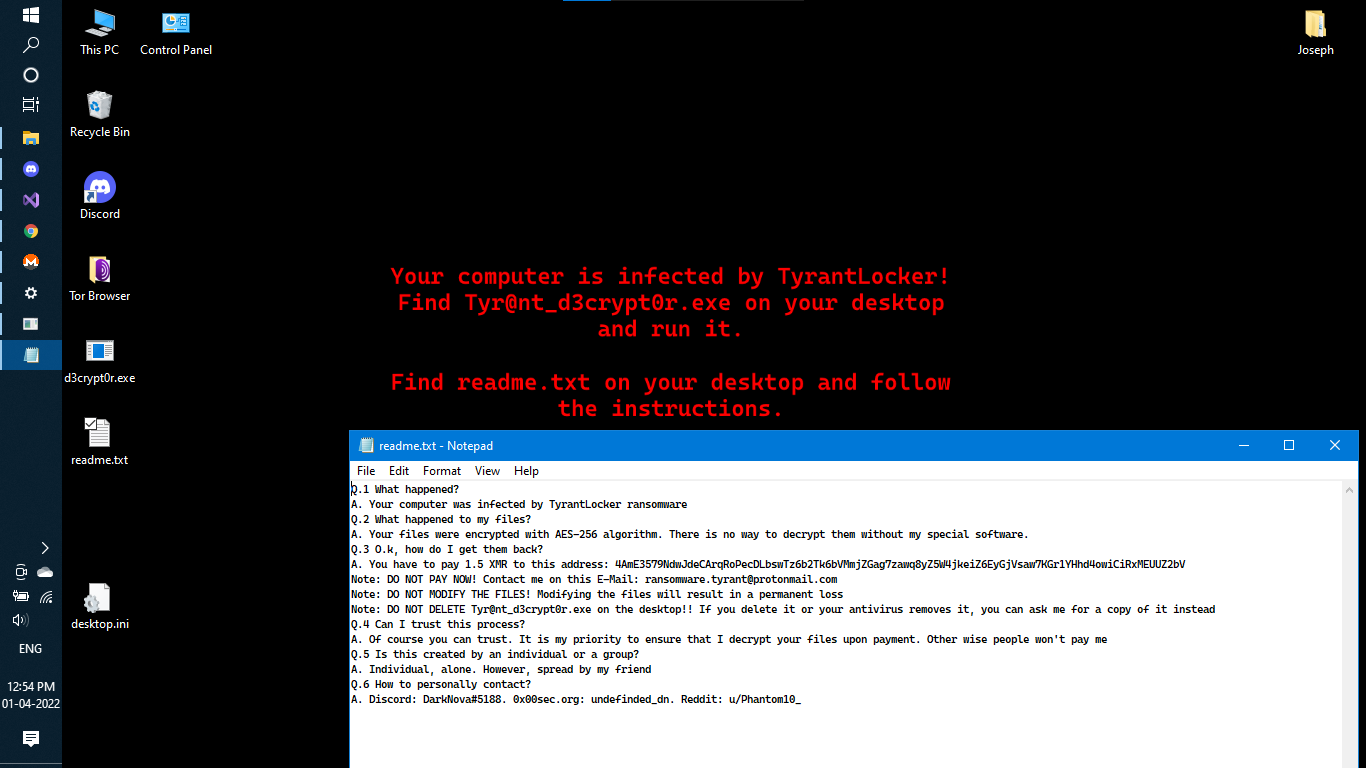 This PC
Control Panel
Joseph
Recycle Bin
Discord
Tor Browser
d3crypt0r.exe
readme.txt
desktop.ini
ENG
12:54 PM
01-04-2022
Your computer is infected by TyrantLocker!
Find Tyr@nt_d3crypt0r.exe on your desktop
and run it.
Find readme.txt on your desktop and follow
the instructions.
readme.txt - Notepad
File Edit Format View Help
Q.1 What happened?
A. Your computer was infected by TyrantLocker ransomware
Q.2 What happened to my files?
A. Your files were encrypted with AES-256 algorithm. There is no way to decrypt them without my special software.
Q.3 O.k, how do I get them back?
A. You have to pay 1.5 XMR to this address: 4AmE3579NdwJdeCArqRoPecDLbswTz6b2Tk6bVMmjZGag7zawq8yZ5W4jkeiZ6EyGjVsaw7KGr1YHhd4owiCiRxMEUUZ2bV
Note: DO NOT PAY NOW! Contact me on this E-Mail: ransomware.tyrant@protonmail.com
Note: DO NOT MODIFY THE FILES! Modifying the files will result in a permanent loss
Note: DO NOT DELETE Tyr@nt_d3crypt0r.exe on the desktop!! If you delete it or your antivirus removes it, you can ask me for a copy of it instead
Q.4 Can I trust this process?
A. Of course you can trust. It is my priority to ensure that I decrypt your files upon payment. Other wise people won't pay me
Q.5 Is this created by an individual or a group?
A. Individual, alone. However, spread by my friend
Q.6 How to personally contact?
A. Discord: DarkNova#5188. 0x00sec.org: undefinded_dn. Reddit: u/Phantom10_